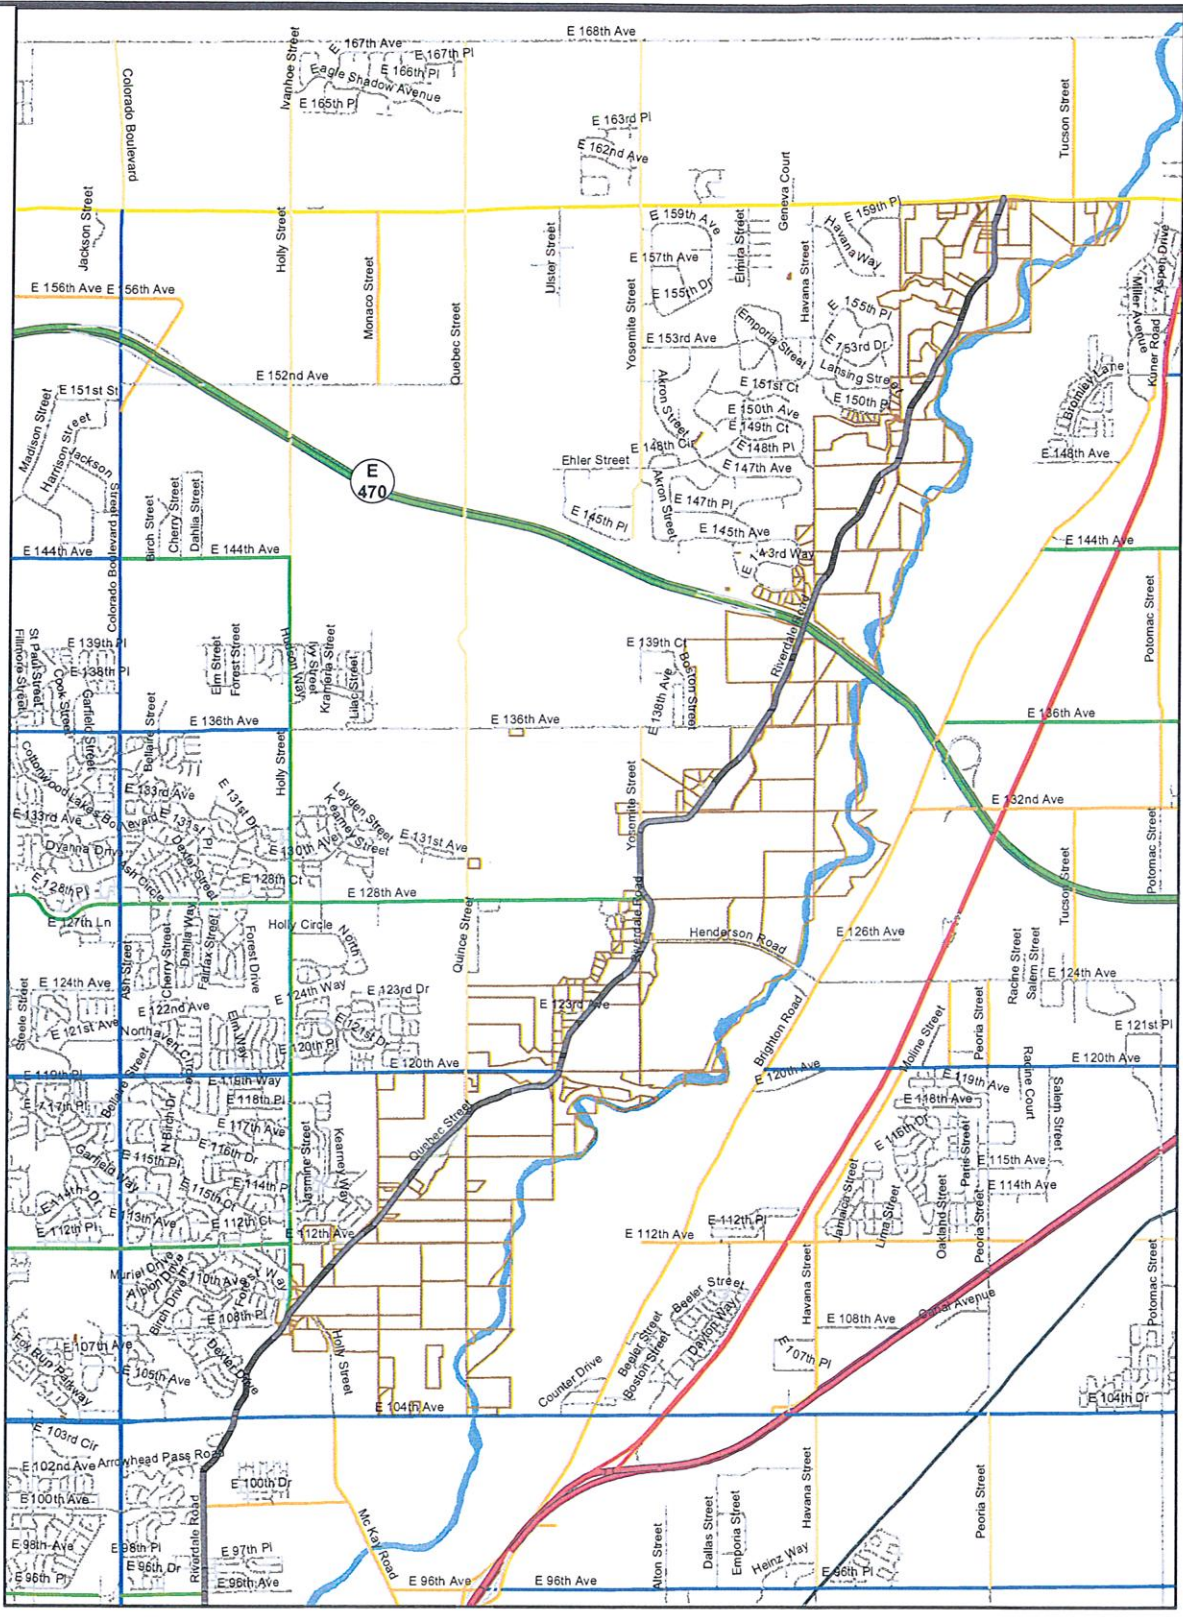 E 168th Ave
E 167th Ave
E 167th Pl
E 166th Pl
Eagle Shadow Avenue
E 165th Pl
Ivanhoe Street
Colorado Boulevard
Tucson Street
E 163rd Pl
E 162nd Ave
Geneva Court
Jackson Street
Holly Street
Monaco Street
Quebec Street
Ulster Street
Yosemite Street
E 159th Ave
E 157th Ave
E 155th Dr
Elmira Street
Havana Street
E 159th Pl
Havana Way
E 156th Ave
E 156th Ave
E 155th Pl
E 153rd Dr
E 153rd Ave
Emporia Street
Lansing Stree
Aspen Drive
Miller Avenue
Kuner Road
Bromley Lane
E 152nd Ave
E 151st St
E 151st Ct
E 150th Ave
E 150th P
E 149th Ct
E 148th Pl
E 148th Cir
E 148th Ave
Akron Street
Madison Street
Harrison Street
Jackson
Street
E
470
Ehler Street
E 147th Ave
E 147th Pl
Akron Street
E 145th Pl
E 145th Ave
Birch Street
Cherry Street
Dahlia Street
E 144th Ave
E 144th Ave
E 144th Ave
Colorado Boulevard
43rd Way
Riverdale Road
Potomac Street
E 139th Pl
E 138th Pl
St Paul Street
Fillmore Street
Cook Street
Garfield Street
Elm Street
Forest Street
Ivy Street
Krameria Street
Lilac Street
E 139th Ct
E 138th Ave
Boston Street
E 136th Ave
E 136th Ave
E 136th Ave
Bellaire Street
Holly Street
Cottonwood Lakes Boulevard
E 133rd Ave
E 133rd Ave
E 131st Dr
E 131st
Pl
Leyden Street
Kearney Street
E 131st Ave
E 130th Ave
Yosemite Street
E 132nd Ave
Potomac Street
Tucson Street
Dyanna Drive
Ash Circle
Dexter Street
E 128th Pl
E 128th Ct
E 128th Ave
E 127th Ln
Holly Circle
North
Quince Street
Riverdale Road
Henderson Road
E 126th Ave
Ash Street
Cherry Street
Dahlia Way
Fairfax Street
Forest Drive
E 124th Ave
E 124th Way
E 123rd Dr
E 123rd Ave
Racine Street
Salem Street
E 124th Ave
Steele Street
E 122nd Ave
E 121st Ave
Elm Way
E 121st Dr
E 120th Pl
E 120th Ave
Brighton Road
E 120th Ave
Moline Street
Peoria Street
E 121st Pl
E 120th Ave
E 119th Pl
Bellaire Street
E 119th Way
E 118th Pl
E 117th Ave
E 116th Dr
E 115th Pl
E 114th P
E 115th Ct
E 114th Dr
E 113th Ave
E 112th Ct
E 112th Pl
Garfield Way
N Birch Dr
Jasmine Street
Kearney Way
Quebec Street
E 119th Ave
E 118th Ave
E 116th Dr
Racine Court
Salem Street
Paris Street
E 115th Ave
E 114th Ave
Jamaica Street
Lima Street
Oakland Street
Peoria Street
E 112th Ave
E 112th Ave
E 112th Pl
Muriel Drive
Albion Drive
Birch Drive
E 110th Ave
E 108th Pl
Holly Street
Beeler Street
Dayton Way
Beeler Street
Boston Street
Havana Street
E 108th Ave
Canal Avenue
Potomac Street
E 107th Ave
E 107th Pl
Fox Run Parkway
E 105th Ave
Dexter Drive
Counter Drive
E 104th Ave
E 104th Dr
E 103rd Cir
E 102nd Ave
Arrowhead Pass Road
E 100th Dr
E 100th Ave
Riverdale Road
Mc Kay Road
E 98th Ave
E 98th Pl
E 97th Pl
E 96th Pl
E 96th Dr
E 96th Ave
E 96th Ave
E 96th Ave
Alton Street
Dallas Street
Emporia Street
Heinz Way
Havana Street
E 96th Pl
Peoria Street